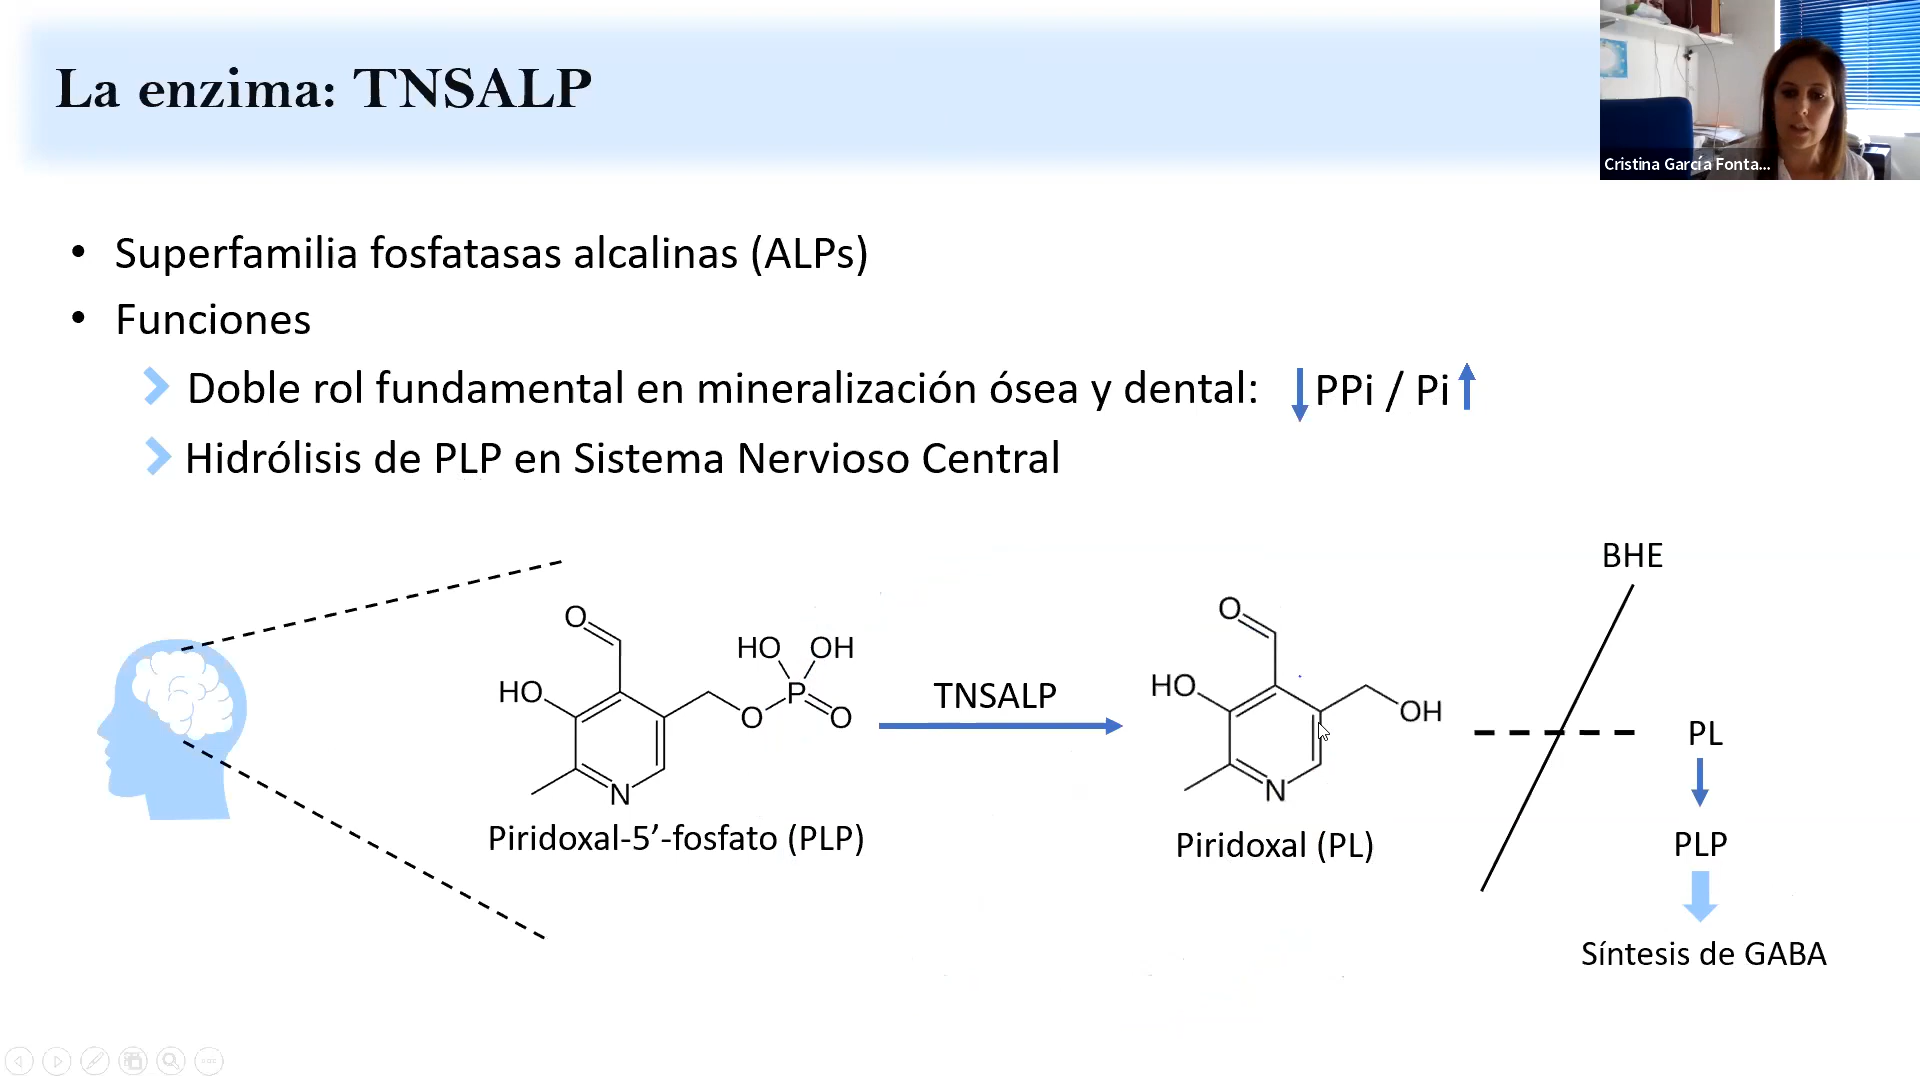 La enzima: TNSALP
Cristina García Fonta...
• Superfamilia fosfatasas alcalinas (ALPs)
• Funciones
Doble rol fundamental en mineralización ósea y dental: PPi / Pi
Hidrólisis de PLP en Sistema Nervioso Central
BHE
O
HO OH
HO
P
O
O
N
TNSALP
O
HO
OH
N
PL
Piridoxal-5’-fosfato (PLP)
Piridoxal (PL)
PLP
Síntesis de GABA